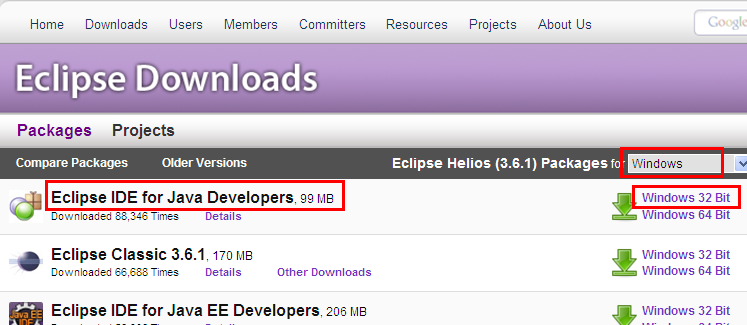 Home Downloads Users Members Committers Resources Projects About Us Google
Eclipse Downloads
Packages Projects
Compare Packages Older Versions Eclipse Helios (3.6.1) Packages for Windows
Eclipse IDE for Java Developers, 99 MB Windows 32 Bit
Downloaded 88,346 Times Details Windows 64 Bit
Eclipse Classic 3.6.1, 170 MB Windows 32 Bit
Downloaded 66,688 Times Details Other Downloads Windows 64 Bit
Eclipse IDE for Java EE Developers, 206 MB Windows 32 Bit
Java EE
IDE